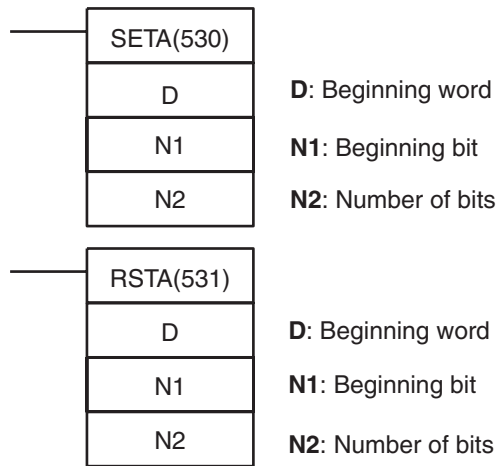 SETA(530)
D
D: Beginning word
N1
N1: Beginning bit
N2
N2: Number of bits
RSTA(531)
D
D: Beginning word
N1
N1: Beginning bit
N2
N2: Number of bits